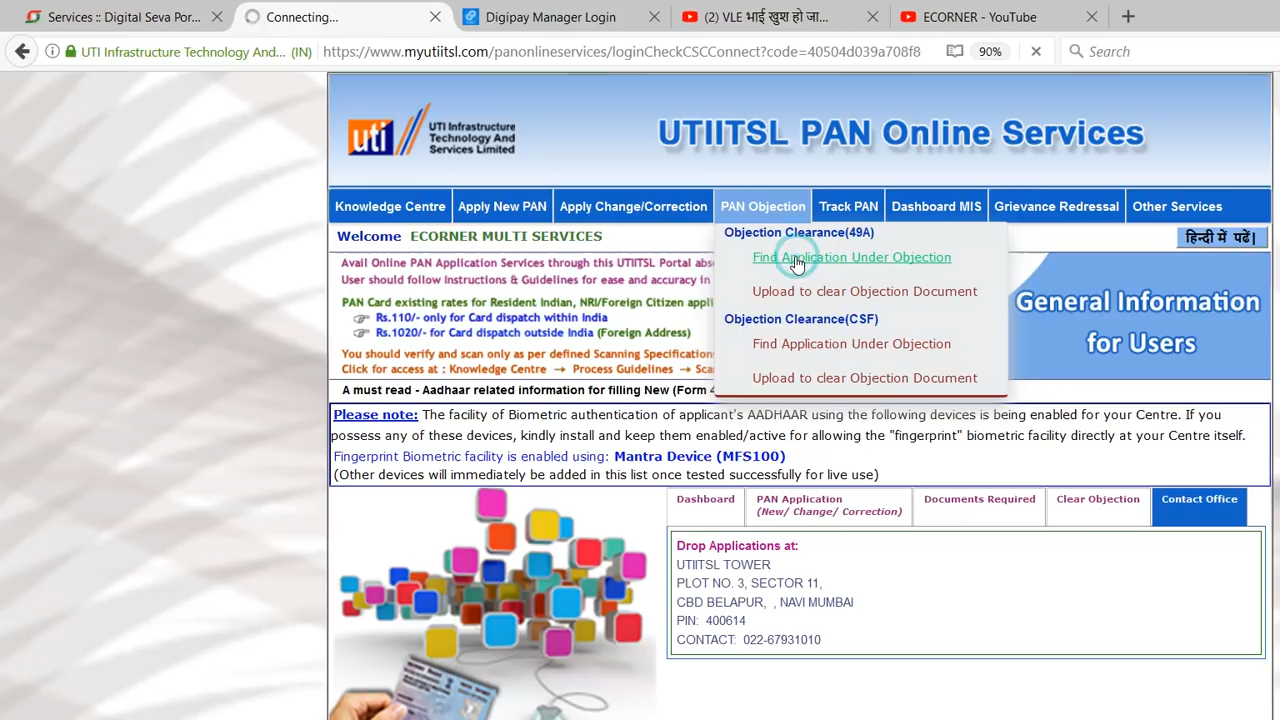 Services :: Digital Seva Por...
Connecting...
Digipay Manager Login
(2) VLE भाई खुश हो जा...
ECORNER - YouTube
UTI Infrastructure Technology And... (IN)
https://www.myutiitsl.com/panonlineservices/loginCheckCSCConnect?code=40504d039a708f8
90%
Search
uti
UTI Infrastructure
Technology And
Services Limited
UTIITSL PAN Online Services
Knowledge Centre
Apply New PAN
Apply Change/Correction
PAN Objection
Track PAN
Dashboard MIS
Grievance Redressal
Other Services
Welcome ECORNER MULTI SERVICES
हिन्दी में पढें|
Objection Clearance(49A)
Find Application Under Objection
Upload to clear Objection Document
Objection Clearance(CSF)
Find Application Under Objection
Upload to clear Objection Document
Avail Online PAN Application Services through this UTIITSL Portal abs
User should follow Instructions & Guidelines for ease and accuracy in
PAN Card existing rates for Resident Indian, NRI/Foreign Citizen appli
Rs.110/- only for Card dispatch within India
Rs.1020/- for Card dispatch outside India (Foreign Address)
You should verify and scan only as per defined Scanning Specification
Click for access at : Knowledge Centre → Process Guidelines → Sca
General Information
for Users
A must read - Aadhaar related information for filling New (Form 4
Please note: The facility of Biometric authentication of applicant's AADHAAR using the following devices is being enabled for your Centre. If you
possess any of these devices, kindly install and keep them enabled/active for allowing the "fingerprint" biometric facility directly at your Centre itself.
Fingerprint Biometric facility is enabled using: Mantra Device (MFS100)
(Other devices will immediately be added in this list once tested successfully for live use)
Dashboard
PAN Application
(New/ Change/ Correction)
Documents Required
Clear Objection
Contact Office
Drop Applications at:
UTIITSL TOWER
PLOT NO. 3, SECTOR 11,
CBD BELAPUR, , NAVI MUMBAI
PIN: 400614
CONTACT: 022-67931010